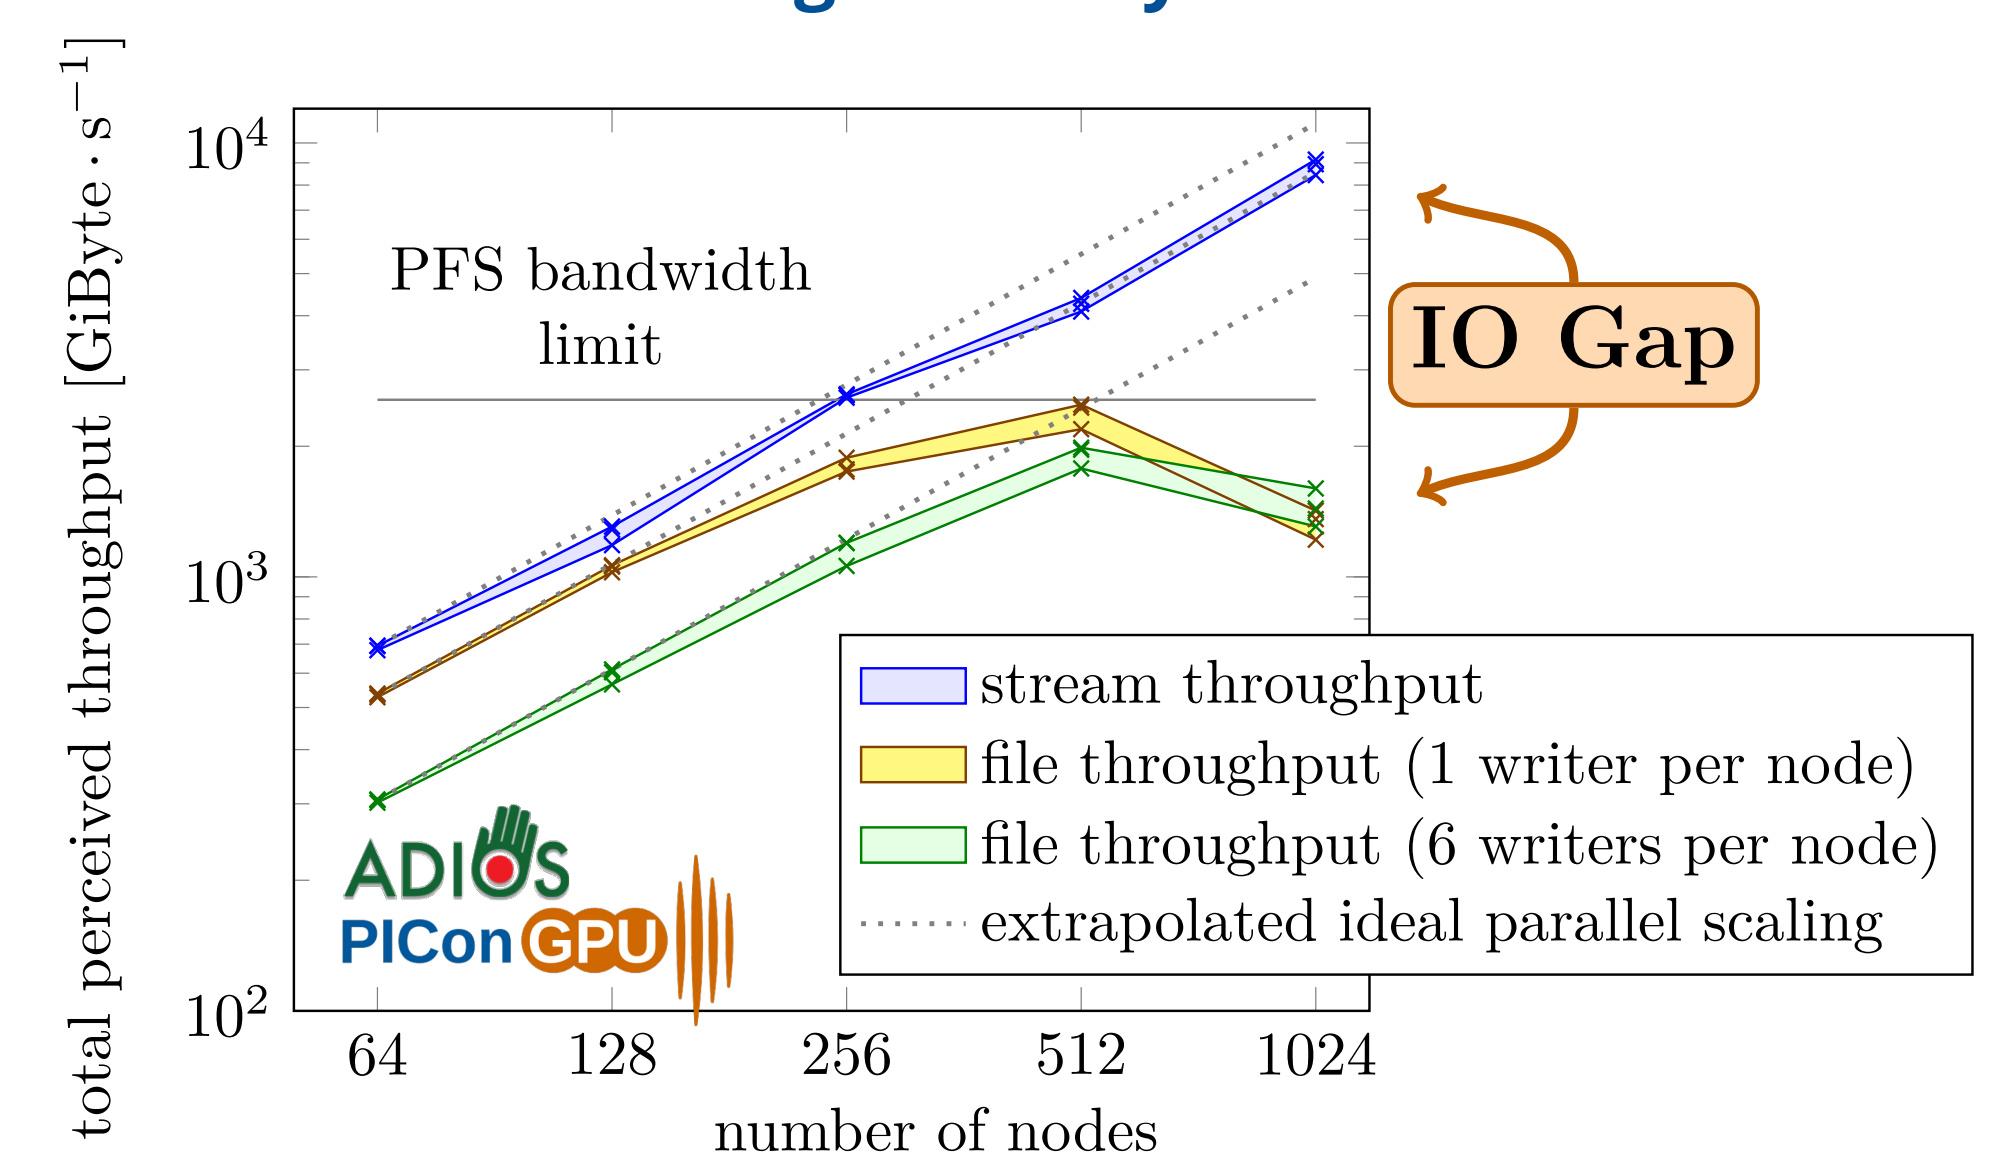 total perceived throughput [GiByte · s⁻¹]
10⁴
10³
10²
PFS bandwidth
limit
IO Gap
stream throughput
file throughput (1 writer per node)
file throughput (6 writers per node)
extrapolated ideal parallel scaling
ADIOS
PIConGPU
64 128 256 512 1024
number of nodes